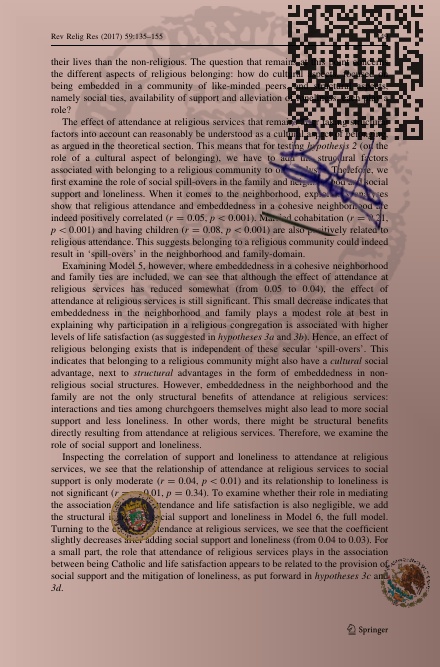 Rev Relig Res (2017) 59:135–155
their lives than the non-religious. The question that remains
the different aspects of religious belonging: how do
being embedded in a community of like-minded peers
namely social ties, availability of support and alleviation
role?
The effect of attendance at religious services that
factors into account can reasonably be understood as a
as argued in the theoretical section. This means that for testing hypothesis 2 (on the
role of a cultural aspect of belonging), we have to add the structural factors
associated with belonging to a religious community to Therefore, we
first examine the role of social spill-overs in the family and social
support and loneliness. When it comes to the neighborhood,
show that religious attendance and embeddedness in a cohesive neighborhood are
indeed positively correlated (r = 0.05, p < .001). Married cohabitation (r =
p < .001) and having children (r = 0.08, p < .001) are also positively related to
religious attendance. This suggests belonging to a religious community could indeed
result in ‘spill-overs’ in the neighborhood and family-domain.
Examining Model 5, however, where embeddedness in a cohesive neighborhood
and family ties are included, we can see that although the effect of attendance at
religious services has reduced somewhat (from 0.05 to 0.04), the effect of
attendance at religious services is still significant. This small decrease indicates that
embeddedness in the neighborhood and family plays a modest role at best in
explaining why participation in a religious congregation is associated with higher
levels of life satisfaction (as suggested in hypotheses 3a and 3b). Hence, an effect of
religious belonging exists that is independent of these secular ‘spill-overs’. This
indicates that belonging to a religious community might also have a cultural social
advantage, next to structural advantages in the form of embeddedness in non-
religious social structures. However, embeddedness in the neighborhood and the
family are not the only structural benefits of attendance at religious services:
interactions and ties among churchgoers themselves might also lead to more social
support and less loneliness. In other words, there might be structural benefits
directly resulting from attendance at religious services. Therefore, we examine the
role of social support and loneliness.
Inspecting the correlation of support and loneliness to attendance at religious
services, we see that the relationship of attendance at religious services to social
support is only moderate (r = 0.04, p < .01) and its relationship to loneliness is
not significant (r = 0.01, p = 0.34). To examine whether their role in mediating
the association attendance and life satisfaction is also negligible, we add
the structural social support and loneliness in Model 6, the full model.
Turning to the attendance at religious services, we see that the coefficient
slightly decreases after adding social support and loneliness (from 0.04 to 0.03). For
a small part, the role that attendance of religious services plays in the association
between being Catholic and life satisfaction appears to be related to the provision of
social support and the mitigation of loneliness, as put forward in hypotheses 3c and
3d.
Springer